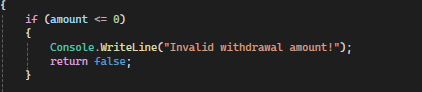 {
if (amount <= 0)
{
Console.WriteLine("Invalid withdrawal amount!");
return false;
}